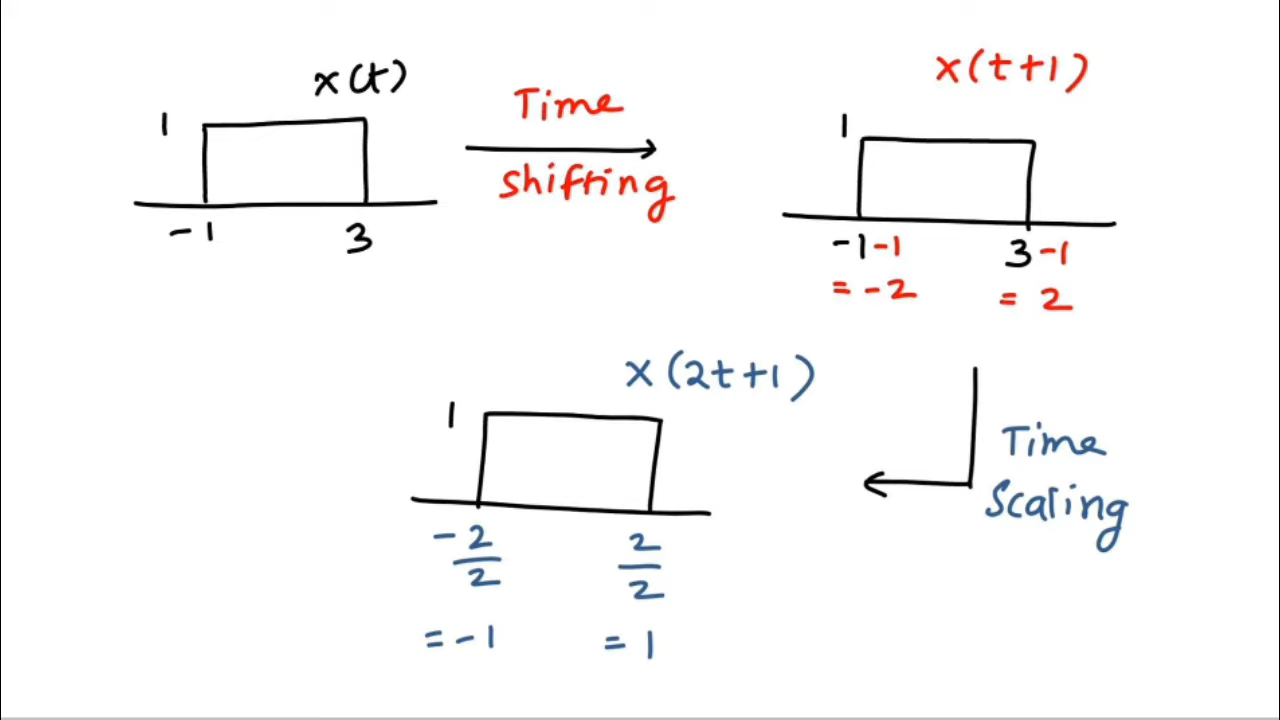 x(t)
1
-1 3
Time
Shifting
x(t+1)
1
-1-1 3-1
= -2 = 2
Time
Scaling
x(2t+1)
1
-2/2 2/2
= -1 = 1